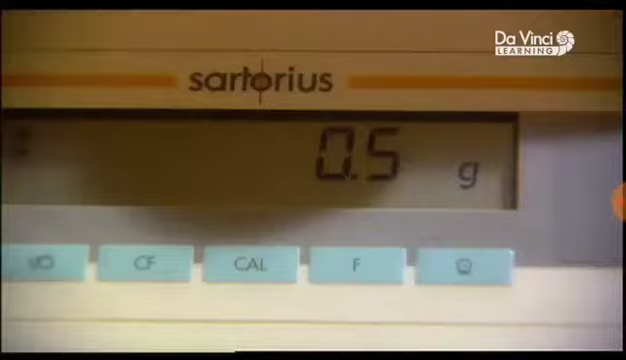 Da Vinci
LEARNING
sartorius
0.5 g
I/O CF CAL F